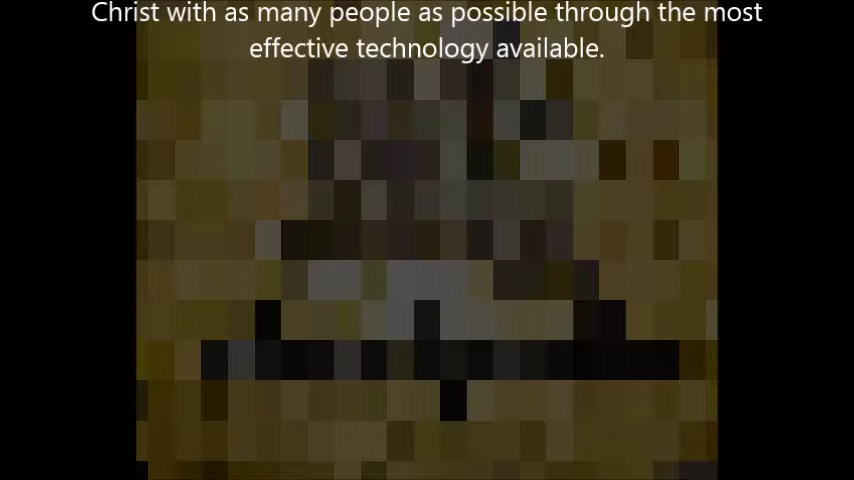 Christ with as many people as possible through the most
effective technology available.